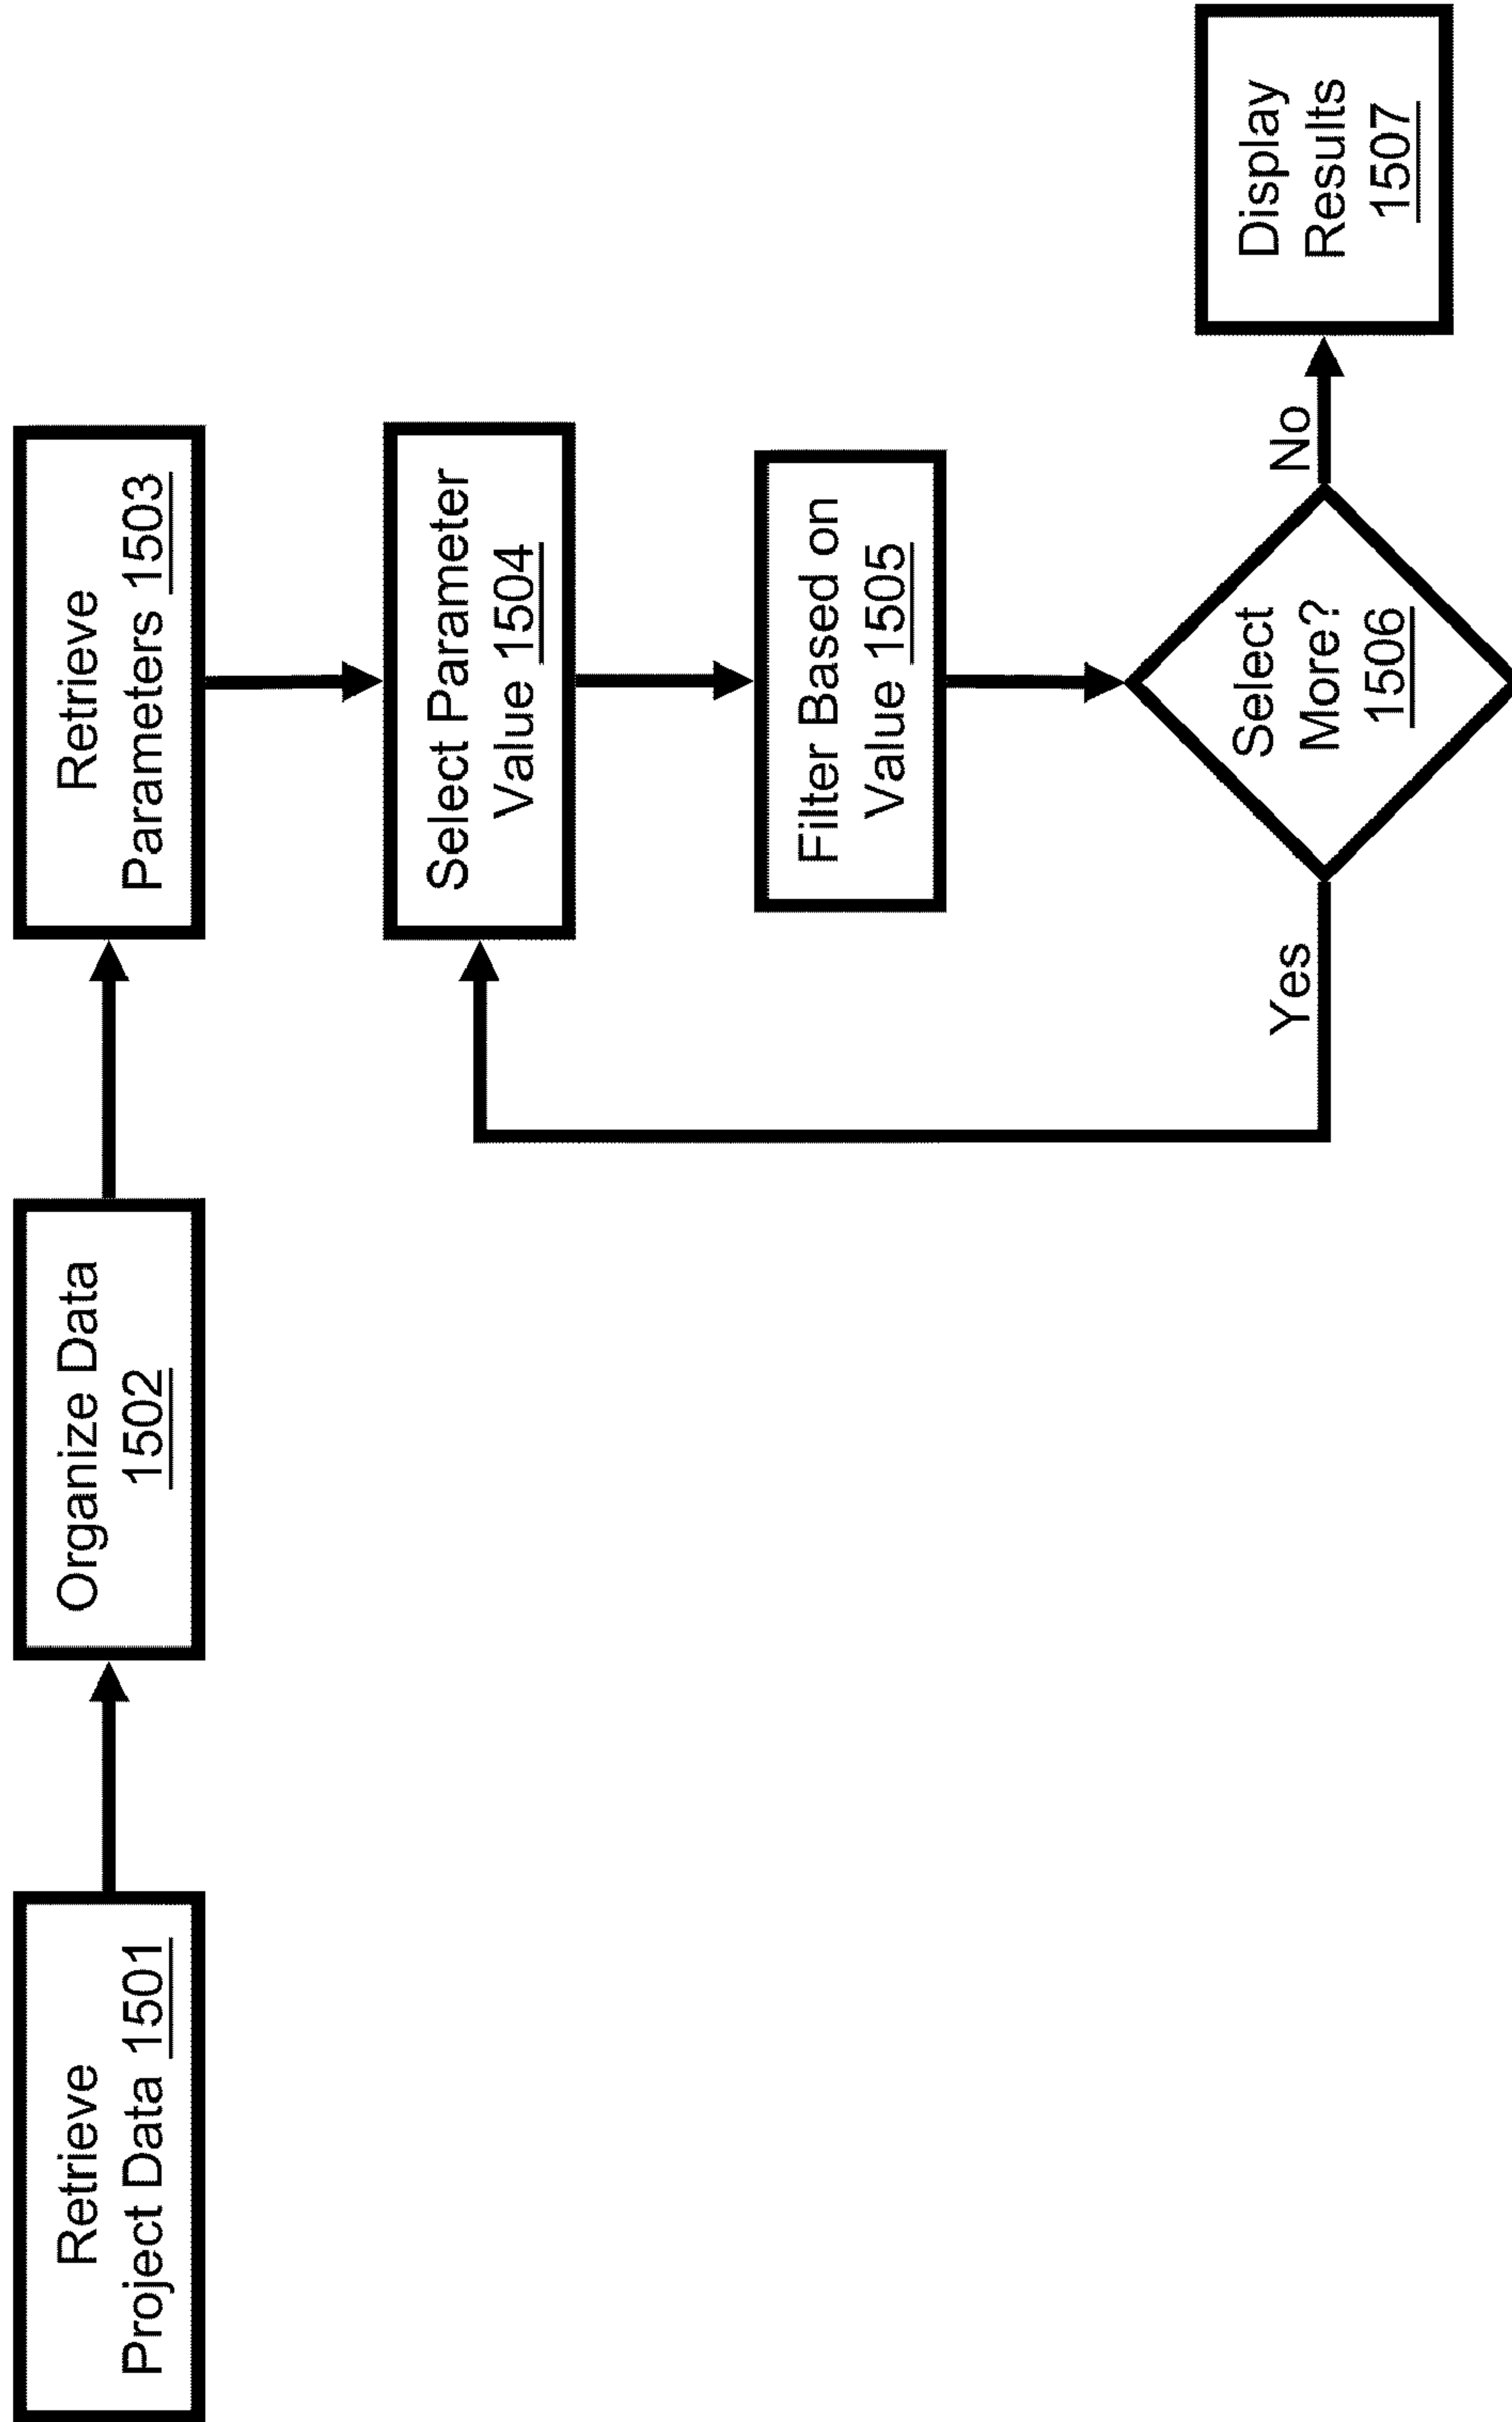 Retrieve
Project Data 1501
Organize Data
1502
Retrieve
Parameters 1503
Select Parameter
Value 1504
Filter Based on
Value 1505
Select
More?
1506
Yes
No
Display
Results
1507